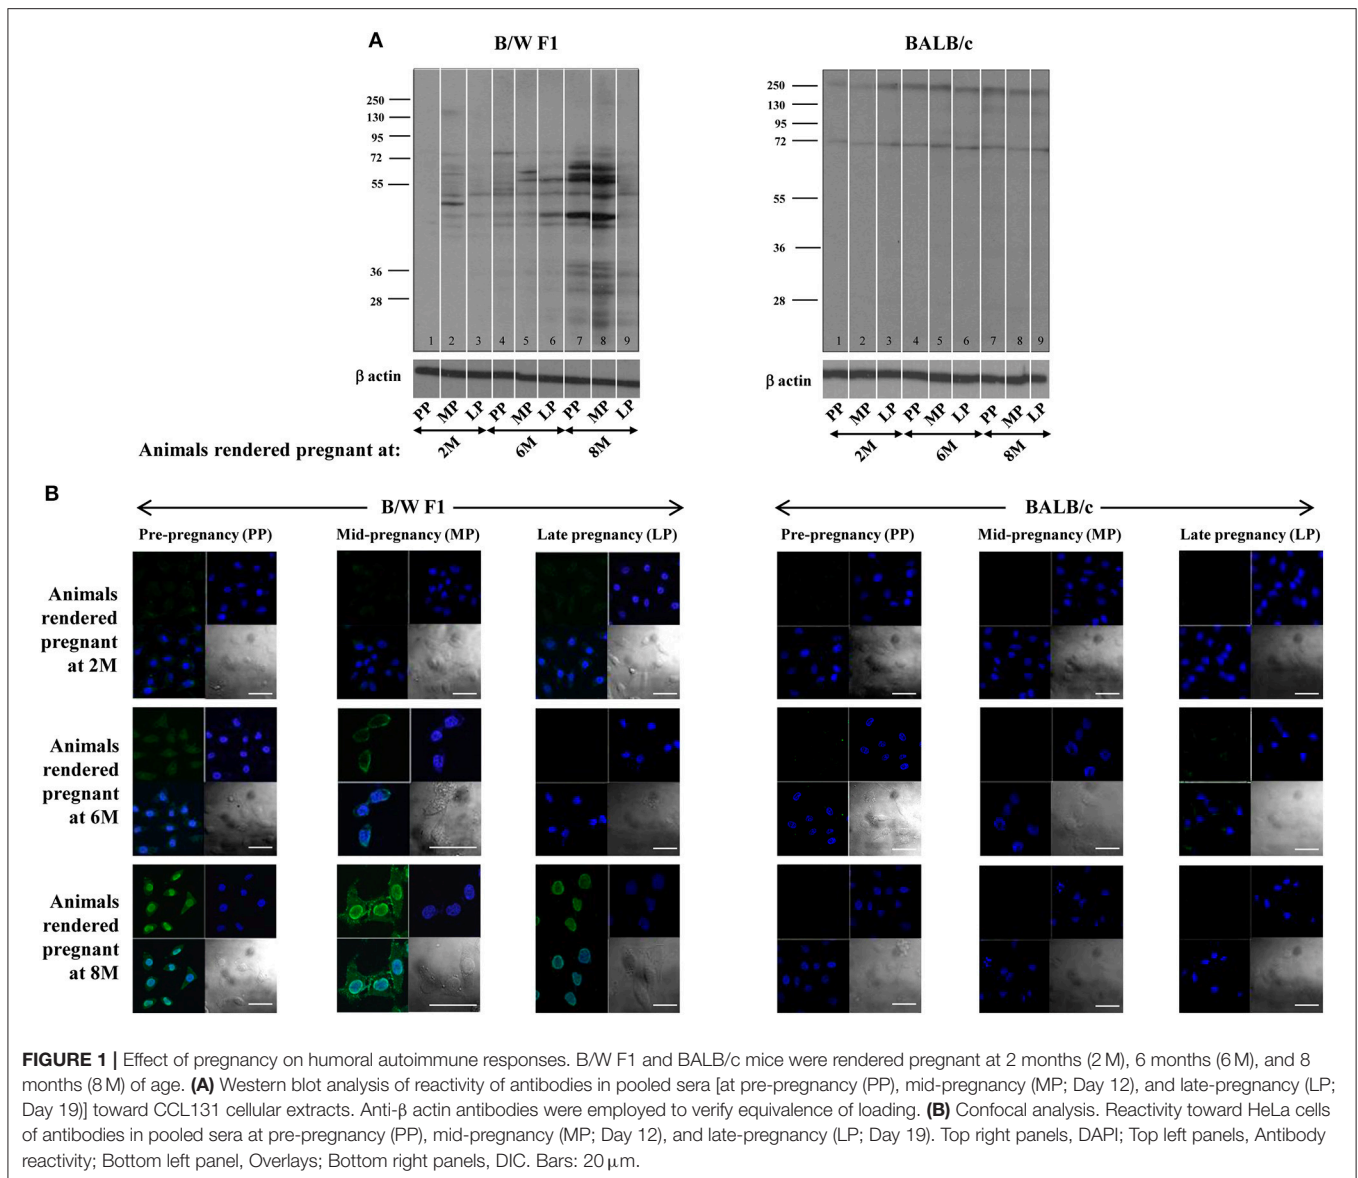 A
B/W F1
BALB/c
250
130
95
72
55
36
28
1 2 3 4 5 6 7 8 9
β actin
PP MP LP PP MP LP PP MP LP
2M 6M 8M
250
130
95
72
55
36
28
1 2 3 4 5 6 7 8 9
β actin
PP MP LP PP MP LP PP MP LP
2M 6M 8M
Animals rendered pregnant at:
B
B/W F1
BALB/c
Pre-pregnancy (PP)
Mid-pregnancy (MP)
Late pregnancy (LP)
Pre-pregnancy (PP)
Mid-pregnancy (MP)
Late pregnancy (LP)
Animals
rendered
pregnant
at 2M
Animals
rendered
pregnant
at 6M
Animals
rendered
pregnant
at 8M
FIGURE 1 | Effect of pregnancy on humoral autoimmune responses. B/W F1 and BALB/c mice were rendered pregnant at 2 months (2 M), 6 months (6 M), and 8
months (8 M) of age. (A) Western blot analysis of reactivity of antibodies in pooled sera [at pre-pregnancy (PP), mid-pregnancy (MP; Day 12), and late-pregnancy (LP;
Day 19)] toward CCL131 cellular extracts. Anti-β actin antibodies were employed to verify equivalence of loading. (B) Confocal analysis. Reactivity toward HeLa cells
of antibodies in pooled sera at pre-pregnancy (PP), mid-pregnancy (MP; Day 12), and late-pregnancy (LP; Day 19). Top right panels, DAPI; Top left panels, Antibody
reactivity; Bottom left panel, Overlays; Bottom right panels, DIC. Bars: 20 μm.